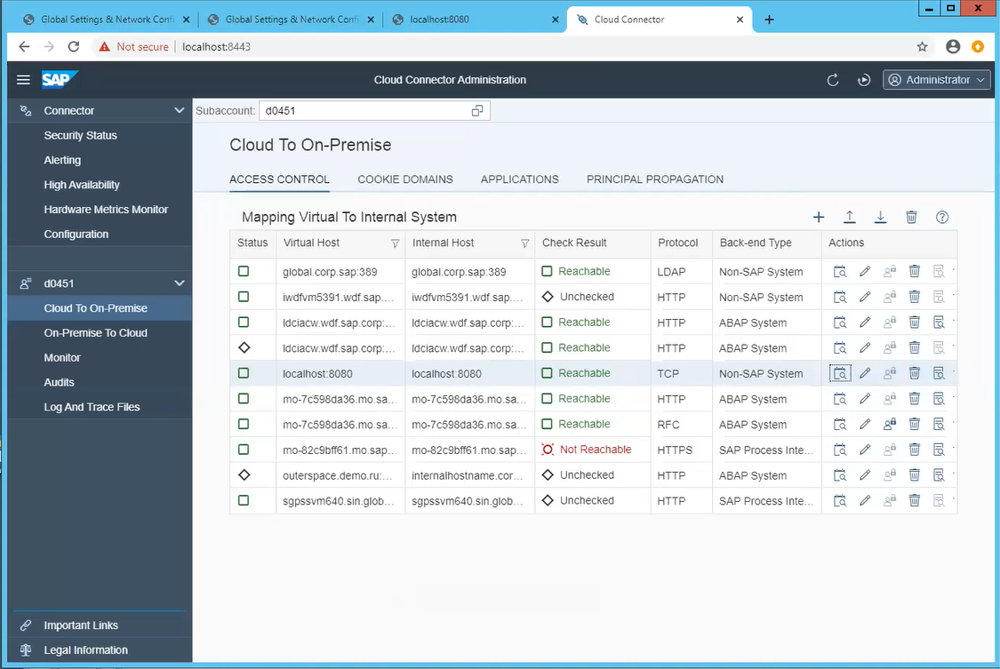 Global Settings & Network Confi
Global Settings & Network Confi
localhost:8080
Cloud Connector
Not secure
localhost:8443
SAP
Cloud Connector Administration
Administrator
Connector
Security Status
Alerting
High Availability
Hardware Metrics Monitor
Configuration
d0451
Cloud To On-Premise
On-Premise To Cloud
Monitor
Audits
Log And Trace Files
Important Links
Legal Information
Subaccount: d0451
Cloud To On-Premise
ACCESS CONTROL COOKIE DOMAINS APPLICATIONS PRINCIPAL PROPAGATION
Mapping Virtual To Internal System
Status Virtual Host Internal Host Check Result Protocol Back-end Type Actions
global.corp.sap:389 global.corp.sap:389 Reachable LDAP Non-SAP System
iwdfvm5391.wdf.sap.... iwdfvm5391.wdf.sap.... Unchecked HTTP Non-SAP System
ldciacw.wdf.sap.corp:... ldciacw.wdf.sap.corp:... Reachable HTTP ABAP System
ldciacw.wdf.sap.corp:... ldciacw.wdf.sap.corp:... Reachable HTTP ABAP System
localhost:8080 localhost:8080 Reachable TCP Non-SAP System
mo-7c598da36.mo.sa... mo-7c598da36.mo.sa... Reachable HTTP ABAP System
mo-7c598da36.mo.sa... mo-7c598da36.mo.sa... Reachable RFC ABAP System
mo-82c9bff61.mo.sap... mo-82c9bff61.mo.sap... Not Reachable HTTPS SAP Process Inte...
outerspace.demo.ru:... internalhostname.cor... Unchecked HTTP ABAP System
sgpssvm640.sin.glob... sgpssvm640.sin.glob... Unchecked HTTP SAP Process Inte...